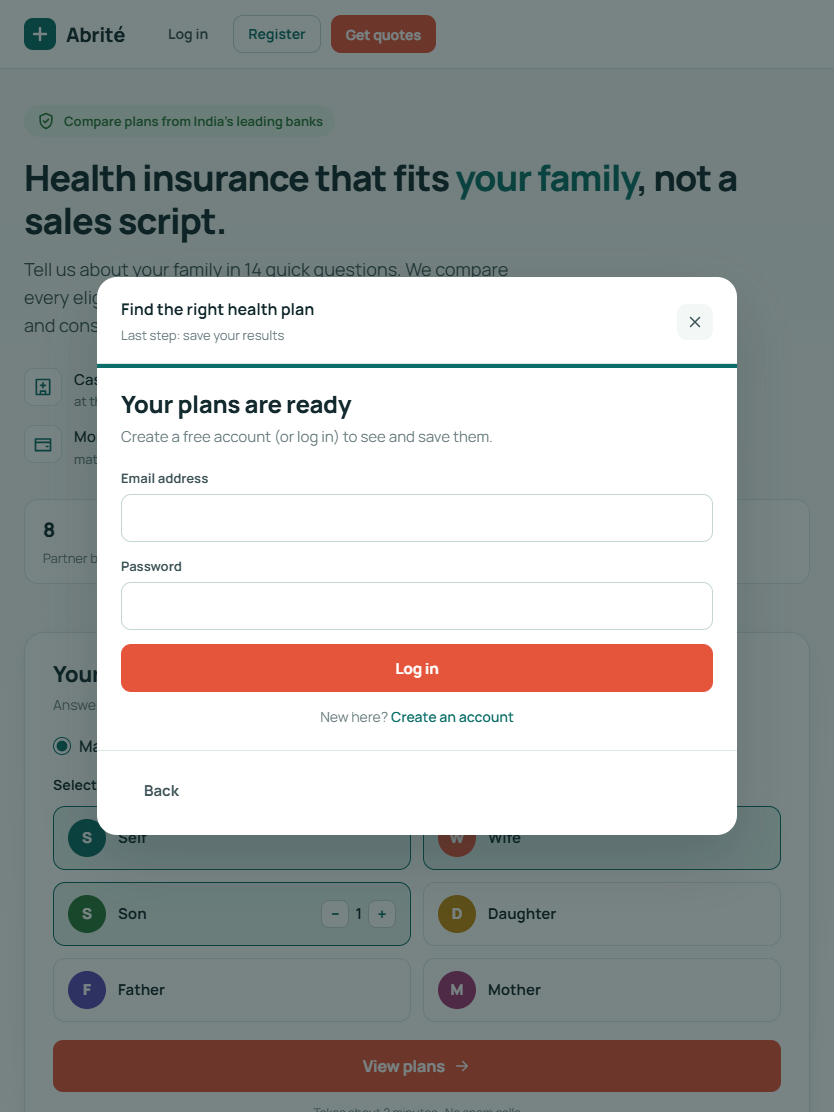 Abrité
Log in
Register
Get quotes
Compare plans from India's leading banks
Health insurance that fits your family, not a
sales script.
Tell us about your family in 14 quick questions. We compare
every
and cons
Find the right health plan
Last step: save your results
Your plans are ready
Create a free account (or log in) to see and save them.
Email address
Password
Log in
New here? Create an account
Back
8
Partner
Your
Select
Self
Wife
S
Son
− 1 +
D
Daughter
F
Father
M
Mother
View plans →